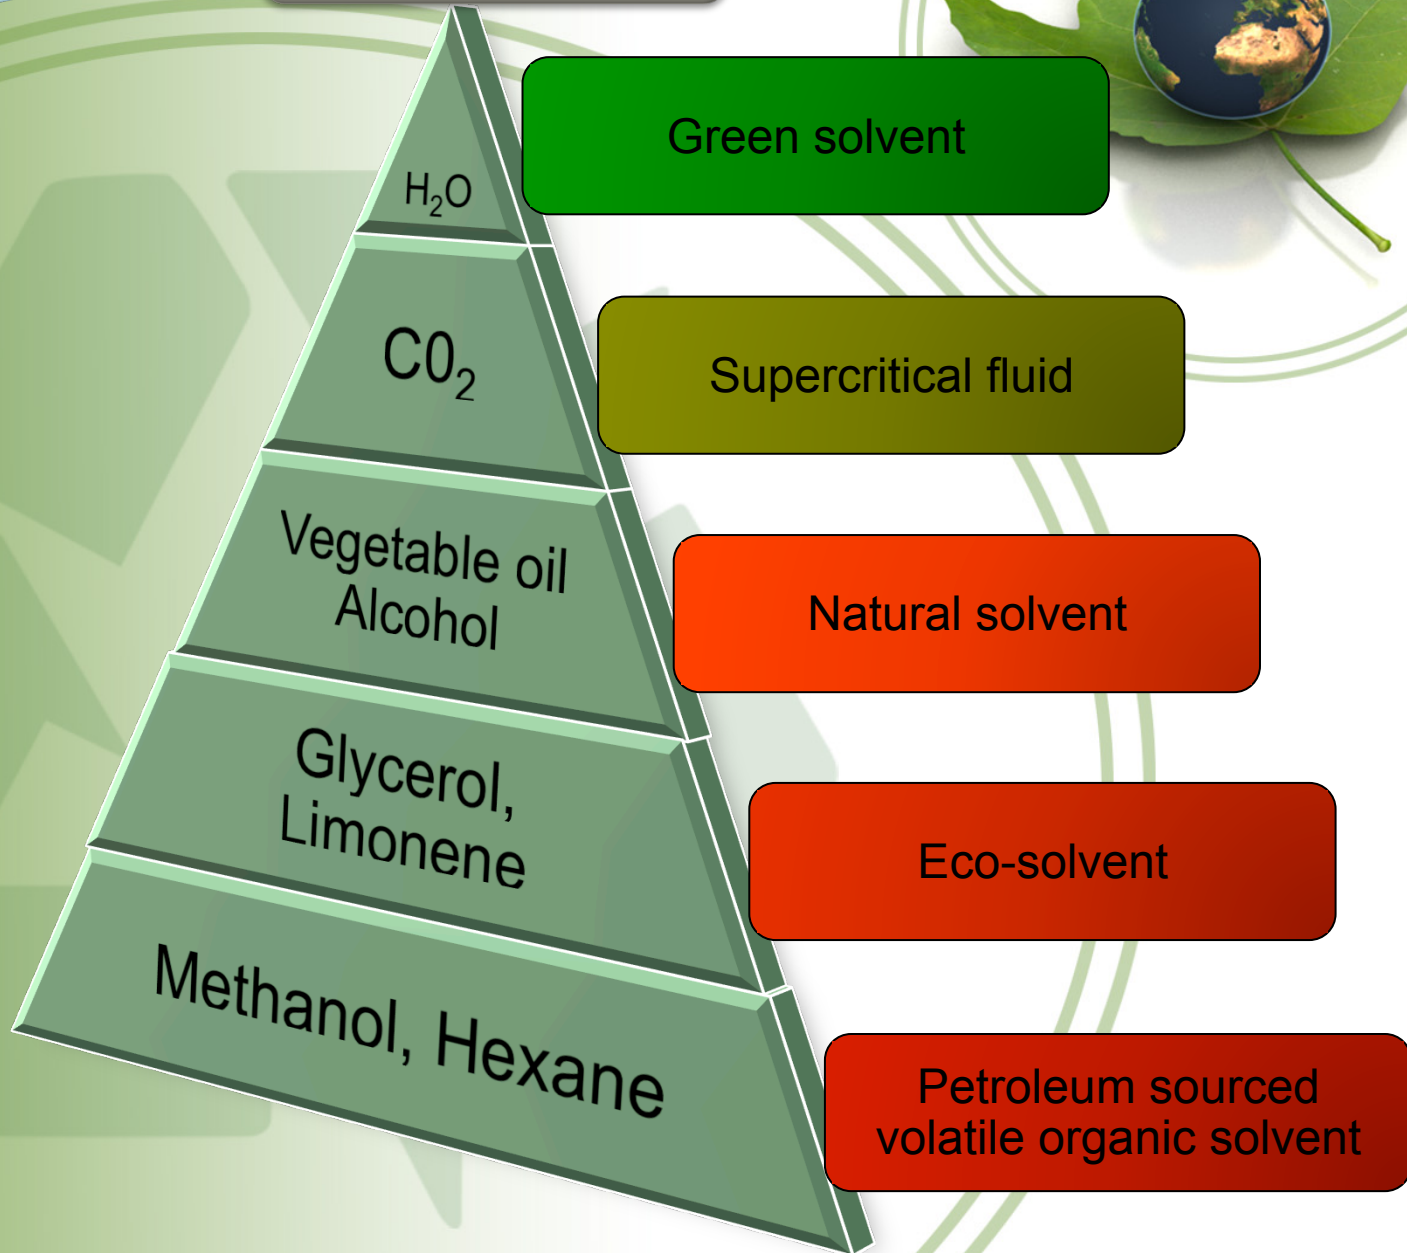 H₂O
Green solvent
C0₂
Supercritical fluid
Vegetable oil
Alcohol
Natural solvent
Glycerol,
Limonene
Eco-solvent
Methanol, Hexane
Petroleum sourced
volatile organic solvent